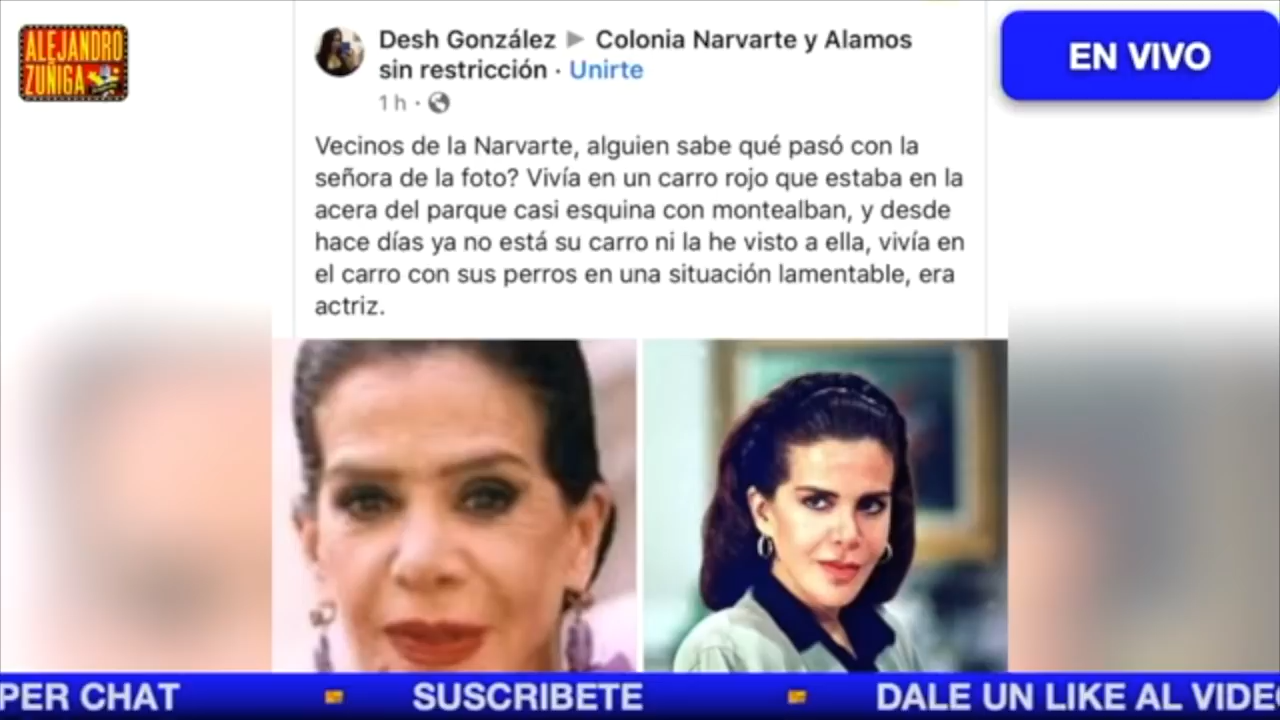 ALEJANDRO
ZUÑIGA
EN VIVO
Desh González ▶ Colonia Narvarte y Alamos
sin restricción · Unirte
1 h ·
Vecinos de la Narvarte, alguien sabe qué pasó con la
señora de la foto? Vivía en un carro rojo que estaba en la
acera del parque casi esquina con montealban, y desde
hace días ya no está su carro ni la he visto a ella, vivía en
el carro con sus perros en una situación lamentable, era
actriz.
PER CHAT SUSCRIBETE DALE UN LIKE AL VIDEO